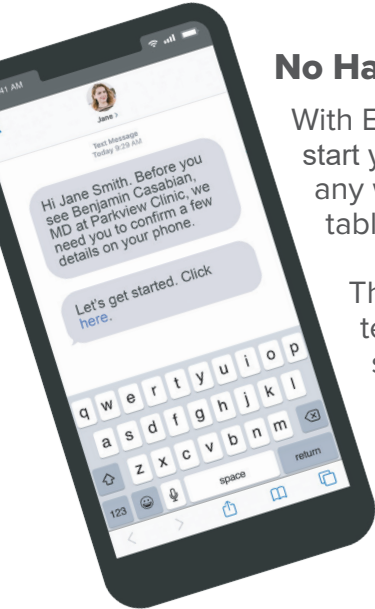 41 AM
Jane >
Text Message
Today 9:29 AM
Hi Jane Smith. Before you
see Benjamin Casabian,
MD at Parkview Clinic, we
need you to confirm a few
details on your phone.
Let's get started. Click
here.
q w e r t y u i o p
a s d f g h j k l
z x c v b n m
123 space return
No Ha
With E
start y
any w
tabl
Th
te
s